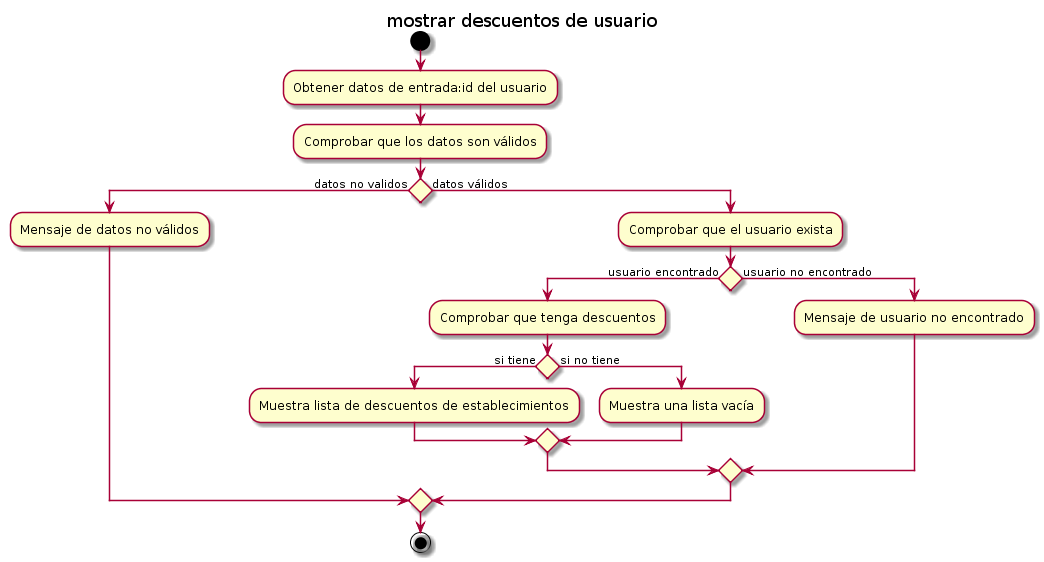 mostrar descuentos de usuario
Obtener datos de entrada:id del usuario
Comprobar que los datos son válidos
datos no validos
datos válidos
Mensaje de datos no válidos
Comprobar que el usuario exista
usuario encontrado
usuario no encontrado
Comprobar que tenga descuentos
Mensaje de usuario no encontrado
si tiene
si no tiene
Muestra lista de descuentos de establecimientos
Muestra una lista vacía